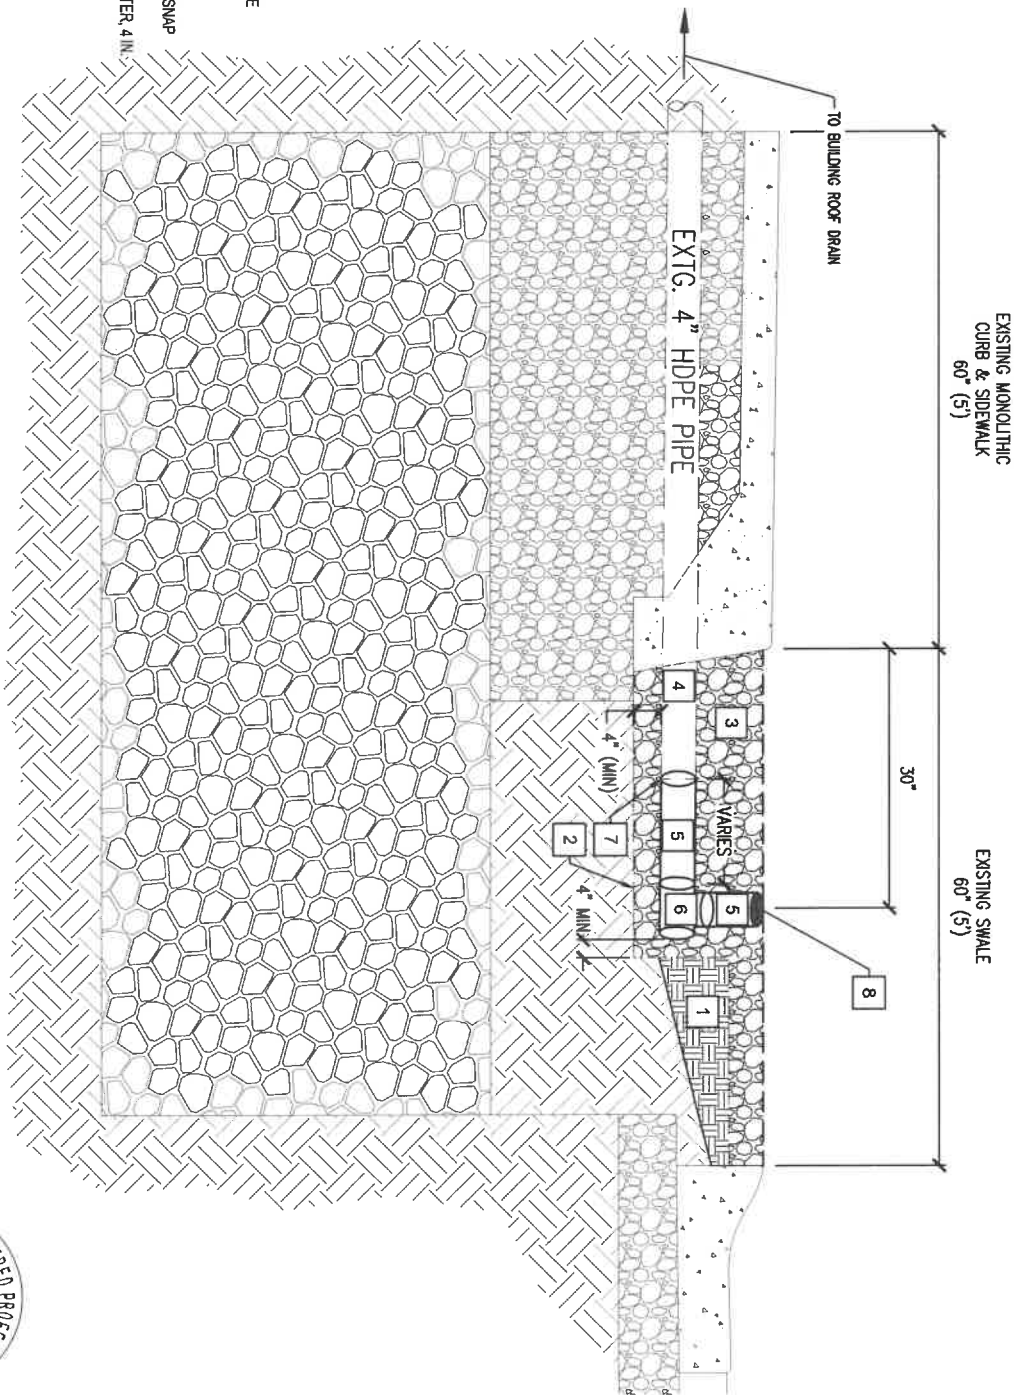 EXISTING MONOLITHIC
CURB & SIDEWALK
60" (5')
EXISTING SWALE
60" (5')
30"
TO BUILDING ROOF DRAIN
EXTG. 4" HDPE PIPE
4
3
VARIES
5
5
6
8
1
4" (MIN)
7
2
4" MIN
SNAP
TER, 4 IN.